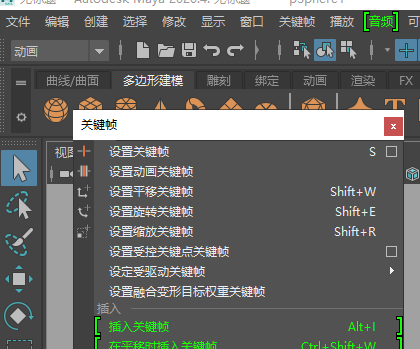 Autodesk Maya 2020.4: 无标题 pSphere1
文件 编辑 创建 选择 修改 显示 窗口 关键帧 播放 [音频] 可
动画
曲线/曲面 多边形建模 雕刻 绑定 动画 渲染 FX
关键帧 x
视图
设置关键帧 S
设置动画关键帧
设置平移关键帧 Shift+W
设置旋转关键帧 Shift+E
设置缩放关键帧 Shift+R
设置受控关键点关键帧
设定受驱动关键帧
设置融合变形目标权重关键帧
插入
插入关键帧 Alt+I
在平移时插入关键帧 Ctrl+Shift+W